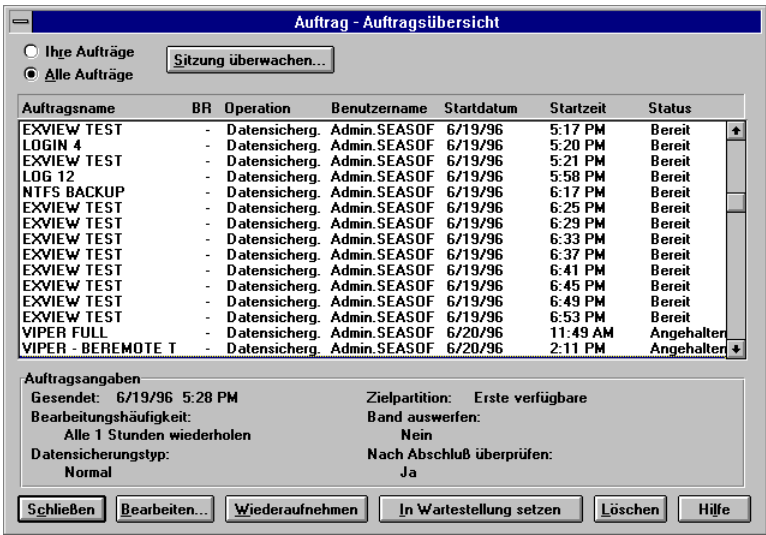 Auftrag - Auftragsübersicht
Ihre Aufträge
Alle Aufträge
Sitzung überwachen...
Auftragsname BR Operation Benutzername Startdatum Startzeit Status
EXVIEW TEST - Datensicherg. Admin.SEASOF 6/19/96 5:17 PM Bereit
LOGIN 4 - Datensicherg. Admin.SEASOF 6/19/96 5:20 PM Bereit
EXVIEW TEST - Datensicherg. Admin.SEASOF 6/19/96 5:21 PM Bereit
LOG 12 - Datensicherg. Admin.SEASOF 6/19/96 5:58 PM Bereit
NTFS BACKUP - Datensicherg. Admin.SEASOF 6/19/96 6:17 PM Bereit
EXVIEW TEST - Datensicherg. Admin.SEASOF 6/19/96 6:25 PM Bereit
EXVIEW TEST - Datensicherg. Admin.SEASOF 6/19/96 6:29 PM Bereit
EXVIEW TEST - Datensicherg. Admin.SEASOF 6/19/96 6:33 PM Bereit
EXVIEW TEST - Datensicherg. Admin.SEASOF 6/19/96 6:37 PM Bereit
EXVIEW TEST - Datensicherg. Admin.SEASOF 6/19/96 6:41 PM Bereit
EXVIEW TEST - Datensicherg. Admin.SEASOF 6/19/96 6:45 PM Bereit
EXVIEW TEST - Datensicherg. Admin.SEASOF 6/19/96 6:49 PM Bereit
EXVIEW TEST - Datensicherg. Admin.SEASOF 6/19/96 6:53 PM Bereit
VIPER FULL - Datensicherg. Admin.SEASOF 6/20/96 11:49 AM Angehalten
VIPER - BEREMOTE T - Datensicherg. Admin.SEASOF 6/20/96 2:11 PM Angehalten
Auftragsangaben
Gesendet: 6/19/96 5:28 PM
Bearbeitungshäufigkeit:
Alle 1 Stunden wiederholen
Datensicherungstyp:
Normal
Zielpartition: Erste verfügbare
Band auswerfen:
Nein
Nach Abschluß überprüfen:
Ja
Schließen Bearbeiten... Wiederaufnehmen In Wartestellung setzen Löschen Hilfe